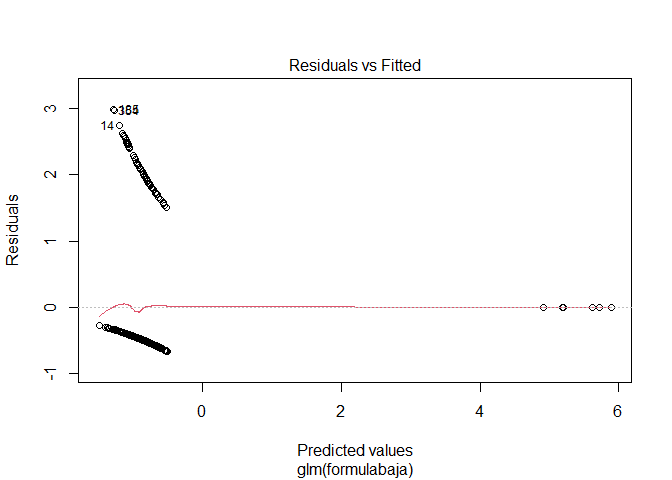 Residuals vs Fitted
Residuals
3
2
1
0
-1
14
0
2
4
6
Predicted values
glm(formulabaja)